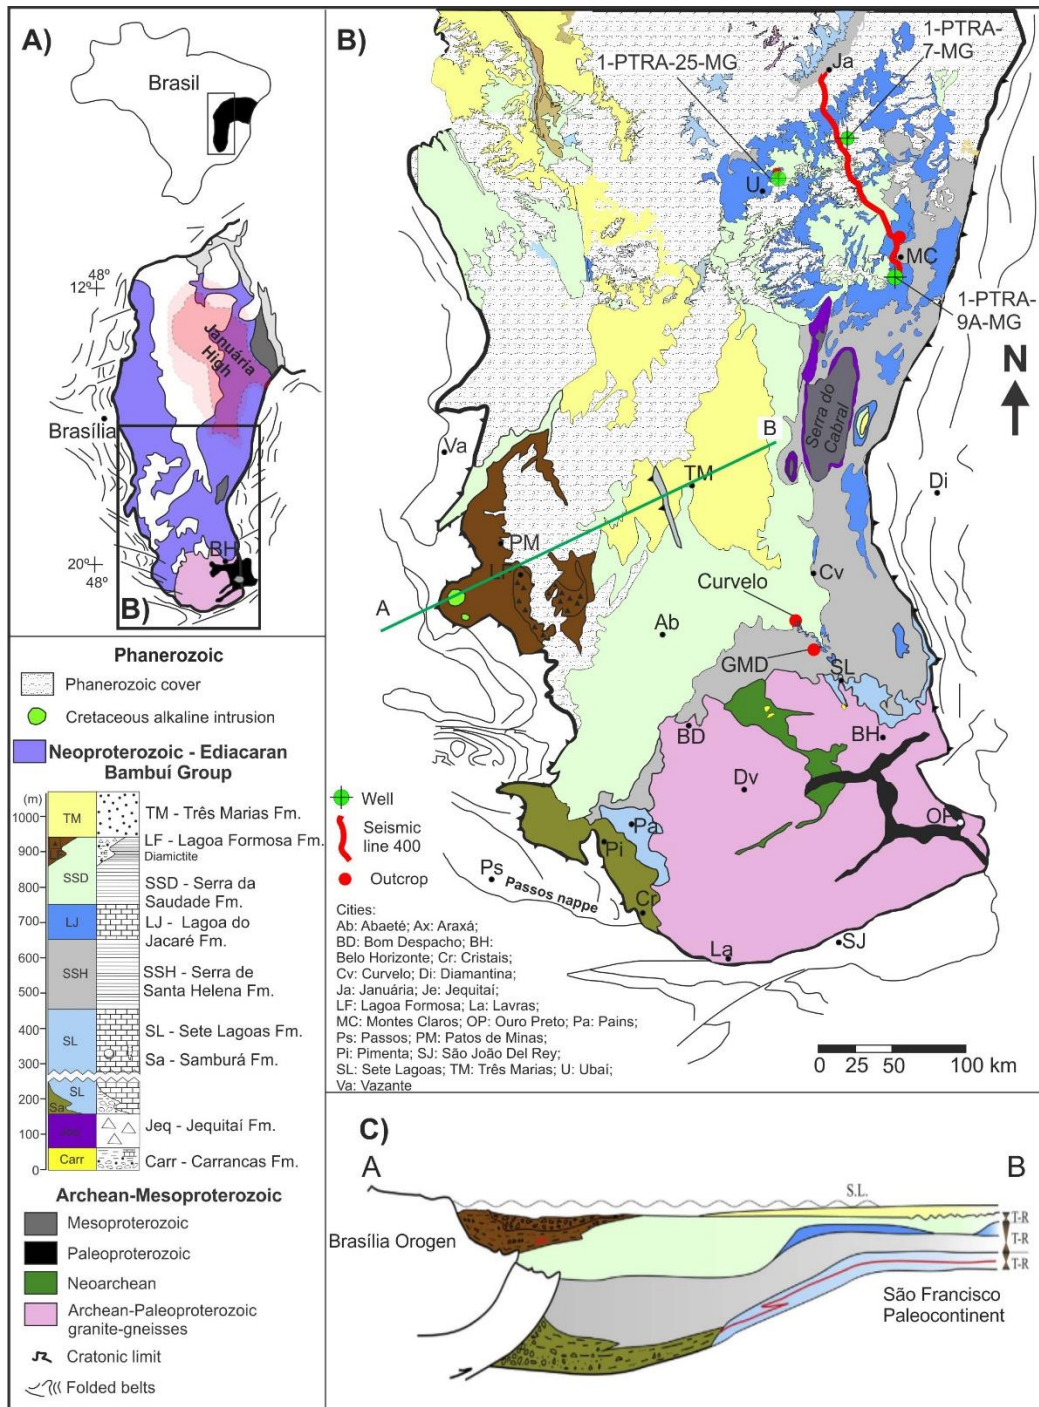 A)
Brasil
48º
12º
Januária
High
Brasília
BH
20º
48º
B)
Phanerozoic
Phanerozoic cover
Cretaceous alkaline intrusion
Neoproterozoic - Ediacaran
Bambuí Group
(m)
1000
900
800
700
600
500
400
300
200
100
0
TM
SSD
LJ
SSH
SL
SL
Sa
Jeq
Carr
TM - Três Marias Fm.
LF - Lagoa Formosa Fm.
Diamictite
SSD - Serra da
Saudade Fm.
LJ - Lagoa do
Jacaré Fm.
SSH - Serra de
Santa Helena Fm.
SL - Sete Lagoas Fm.
Sa - Samburá Fm.
Jeq - Jequitaí Fm.
Carr - Carrancas Fm.
Archean-Mesoproterozoic
Mesoproterozoic
Paleoproterozoic
Neoarchean
Archean-Paleoproterozoic
granite-gneisses
Cratonic limit
Folded belts
B)
1-PTRA-25-MG
1-PTRA-
7-MG
Ja
U
MC
1-PTRA-
9A-MG
N
Serra do
Cabral
Va
B
TM
Di
PM
LF
A
Curvelo
Cv
Ab
GMD
SL
BD
BH
Dv
OP
Pa
Pi
Ps
Passos nappe
Cr
La
SJ
Well
Seismic
line 400
Outcrop
Cities:
Ab: Abaeté; Ax: Araxá;
BD: Bom Despacho; BH:
Belo Horizonte; Cr: Cristais;
Cv: Curvelo; Di: Diamantina;
Ja: Januária; Je: Jequitaí;
LF: Lagoa Formosa; La: Lavras;
MC: Montes Claros; OP: Ouro Preto; Pa: Pains;
Ps: Passos; PM: Patos de Minas;
Pi: Pimenta; SJ: São João Del Rey;
SL: Sete Lagoas; TM: Três Marias; U: Ubaí;
Va: Vazante
0 25 50 100 km
C)
A
B
S.L.
Brasília Orogen
T-R
T-R
T-R
São Francisco
Paleocontinent